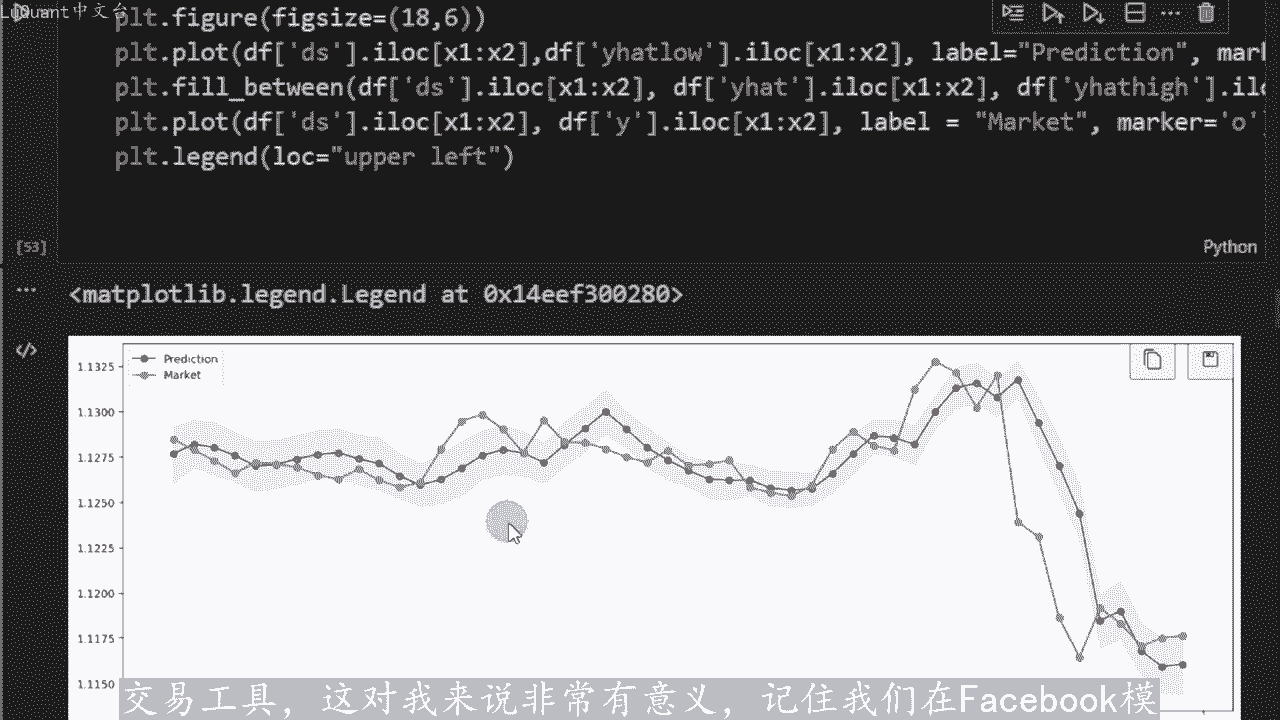 LuQuant中文台
plt.figure(figsize=(18,6))
plt.plot(df['ds'].iloc[x1:x2],df['yhatlow'].iloc[x1:x2], label="Prediction", mark
plt.fill_between(df['ds'].iloc[x1:x2], df['yhat'].iloc[x1:x2], df['yhathigh'].ilo
plt.plot(df['ds'].iloc[x1:x2], df['y'].iloc[x1:x2], label = "Market", marker='o'
plt.legend(loc="upper left")
[53]
Python
<matplotlib.legend.Legend at 0x14eef300280>
Prediction
Market
1.1325
1.1300
1.1275
1.1250
1.1225
1.1200
1.1175
1.1150
交易工具，这对我来说非常有意义，记住我们在Facebook模